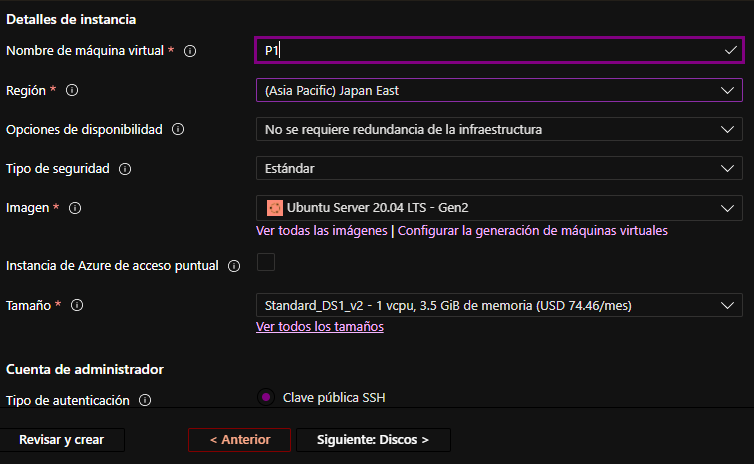 Detalles de instancia
Nombre de máquina virtual * P1
Región * (Asia Pacific) Japan East
Opciones de disponibilidad No se requiere redundancia de la infraestructura
Tipo de seguridad Estándar
Imagen * Ubuntu Server 20.04 LTS - Gen2
Ver todas las imágenes | Configurar la generación de máquinas virtuales
Instancia de Azure de acceso puntual
Tamaño * Standard_DS1_v2 - 1 vcpu, 3.5 GiB de memoria (USD 74.46/mes)
Ver todos los tamaños
Cuenta de administrador
Tipo de autenticación Clave pública SSH
Revisar y crear < Anterior Siguiente: Discos >